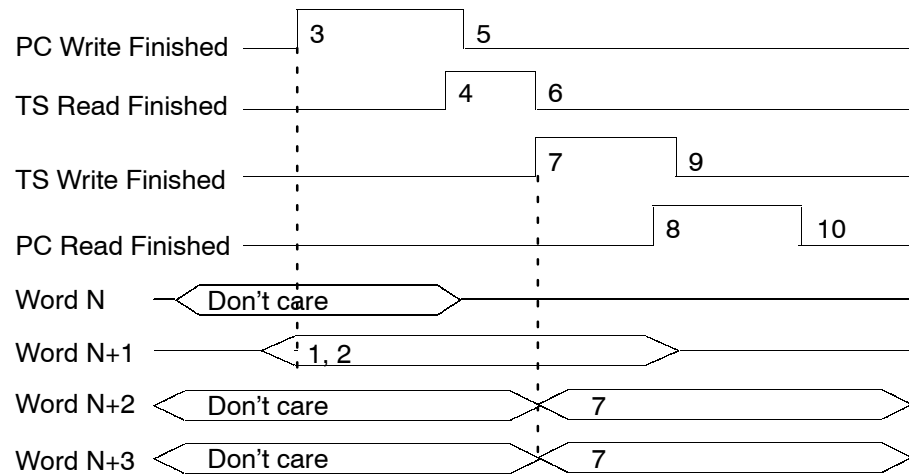 PC Write Finished 3 5
TS Read Finished 4 6
TS Write Finished 7 9
PC Read Finished 8 10
Word N Don't care
Word N+1 1, 2
Word N+2 Don't care 7
Word N+3 Don't care 7